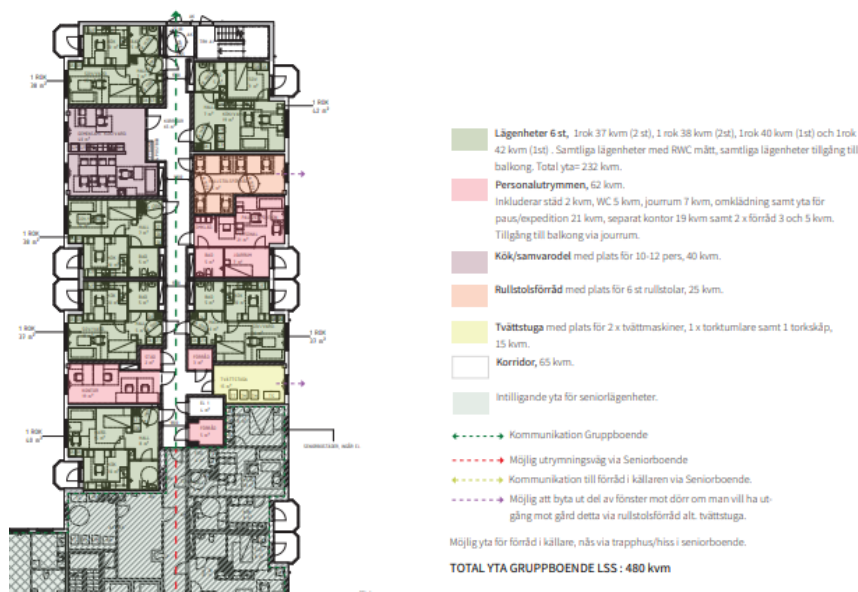 1 ROK
38 m²
1 ROK
42 m²
1 ROK
38 m²
1 ROK
37 m²
1 ROK
37 m²
STÄD
FÖRRÅD
TVÄTTSTUGA
KONTOR
EL
FÖRRÅD
1 ROK
40 m²
Lägenheter 6 st, 1rok 37 kvm (2 st), 1 rok 38 kvm (2st), 1rok 40 kvm (1st) och 1rok
42 kvm (1st) . Samtliga lägenheter med RWC mått, samtliga lägenheter tillgång till
balkong. Total yta= 232 kvm.
Personalutrymmen, 62 kvm.
Inkluderar städ 2 kvm, WC 5 kvm, jourrum 7 kvm, omklädning samt yta för
paus/expedition 21 kvm, separat kontor 19 kvm samt 2 x förråd 3 och 5 kvm.
Tillgång till balkong via jourrum.
Kök/samvarodel med plats för 10-12 pers, 40 kvm.
Rullstolsförråd med plats för 6 st rullstolar, 25 kvm.
Tvättstuga med plats för 2 x tvättmaskiner, 1 x torktumlare samt 1 torkskåp,
15 kvm.
Korridor, 65 kvm.
Intilligande yta för seniorlägenheter.
Kommunikation Gruppboende
Möjlig utrymningsväg via Seniorboende
Kommunikation till förråd i källaren via Seniorboende.
Möjlig att byta ut del av fönster mot dörr om man vill ha ut-
gång mot gård detta via rullstolsförråd alt. tvättstuga.
Möjlig yta för förråd i källare, nås via trapphus/hiss i seniorboende.
TOTAL YTA GRUPPBOENDE LSS : 480 kvm